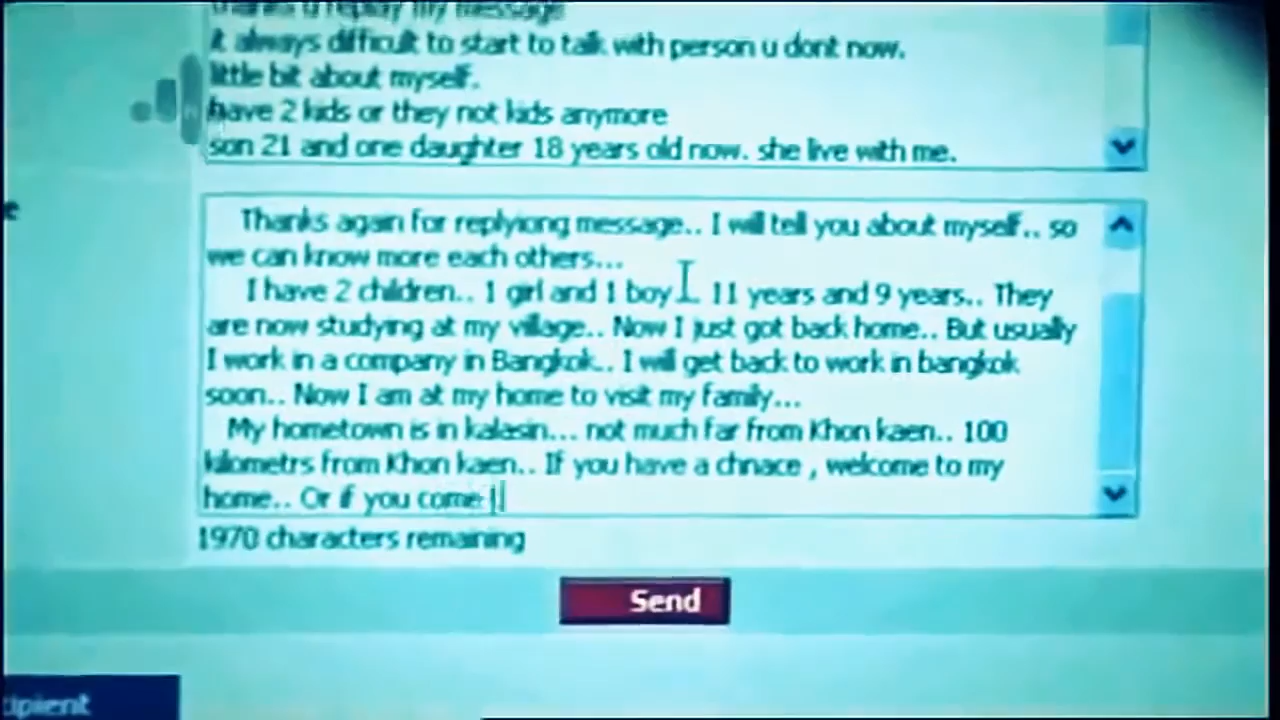 thanks u replay my message
it always difficult to start to talk with person u dont now.
little bit about myself.
have 2 kids or they not kids anymore
son 21 and one daughter 18 years old now. she live with me.
Thanks again for replyiong message.. I will tell you about myself.. so
we can know more each others...
I have 2 children.. 1 girl and 1 boy .. 11 years and 9 years.. They
are now studying at my village.. Now I just got back home.. But usually
I work in a company in Bangkok.. I will get back to work in bangkok
soon.. Now I am at my home to visit my family...
My hometown is in kalasin... not much far from Khon kaen.. 100
kilometrs from Khon kaen.. If you have a chnace , welcome to my
home.. Or if you come
1970 characters remaining
Send